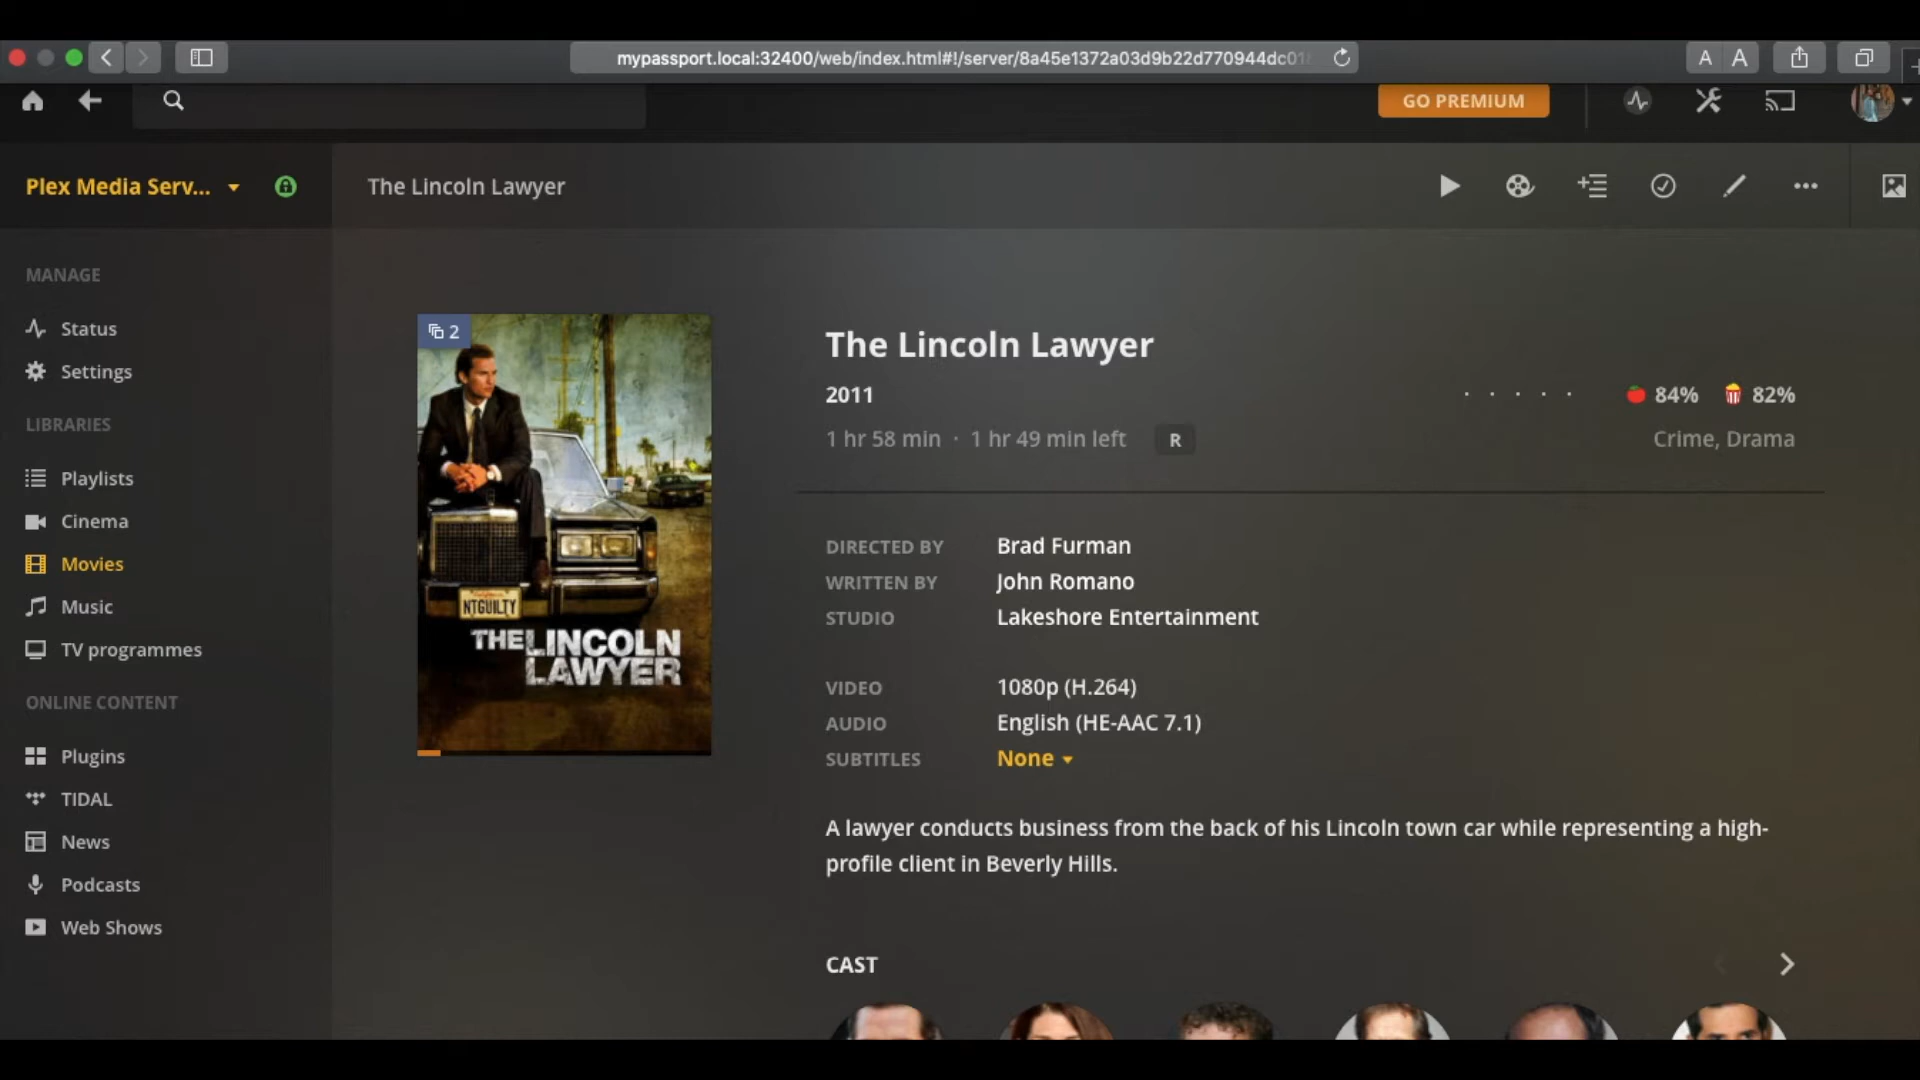 mypassport.local:32400/web/index.html#!/server/8a45e1372a03d9b22d770944dc01
A A
GO PREMIUM
Plex Media Serv...
The Lincoln Lawyer
MANAGE
Status
Settings
LIBRARIES
Playlists
Cinema
Movies
Music
TV programmes
ONLINE CONTENT
Plugins
TIDAL
News
Podcasts
Web Shows
2
NTGUILTY
THE LINCOLN
LAWYER
The Lincoln Lawyer
2011
84% 82%
1 hr 58 min · 1 hr 49 min left R
Crime, Drama
DIRECTED BY Brad Furman
WRITTEN BY John Romano
STUDIO Lakeshore Entertainment
VIDEO 1080p (H.264)
AUDIO English (HE-AAC 7.1)
SUBTITLES None
A lawyer conducts business from the back of his Lincoln town car while representing a high-
profile client in Beverly Hills.
CAST